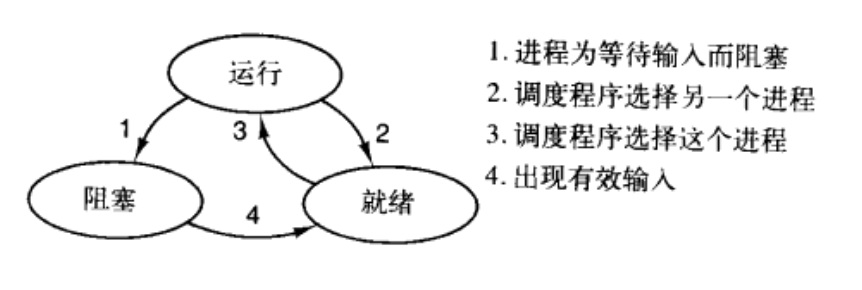 运行
1
3
2
阻塞
就绪
4
1. 进程为等待输入而阻塞
2. 调度程序选择另一个进程
3. 调度程序选择这个进程
4. 出现有效输入